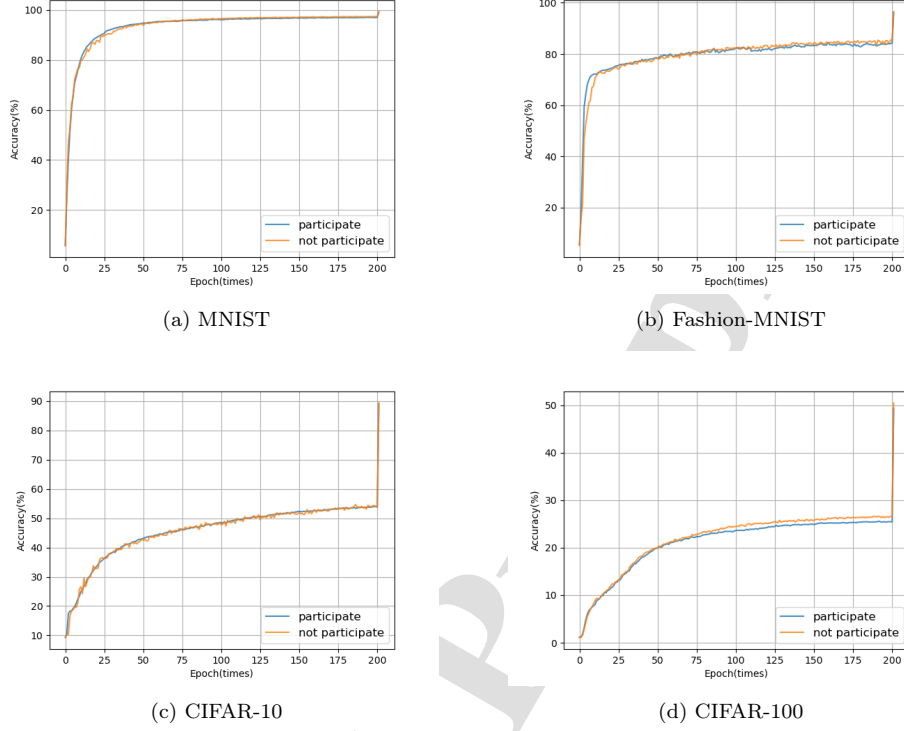 100
80
60
40
20
Accuracy(%)
participate
not participate
0 25 50 75 100 125 150 175 200
Epoch(times)
(a) MNIST
100
80
60
40
20
Accuracy(%)
participate
not participate
0 25 50 75 100 125 150 175 200
Epoch(times)
(b) Fashion-MNIST
90
80
70
60
50
40
30
20
10
Accuracy(%)
participate
not participate
0 25 50 75 100 125 150 175 200
Epoch(times)
(c) CIFAR-10
50
40
30
20
10
0
Accuracy(%)
participate
not participate
0 25 50 75 100 125 150 175 200
Epoch(times)
(d) CIFAR-100